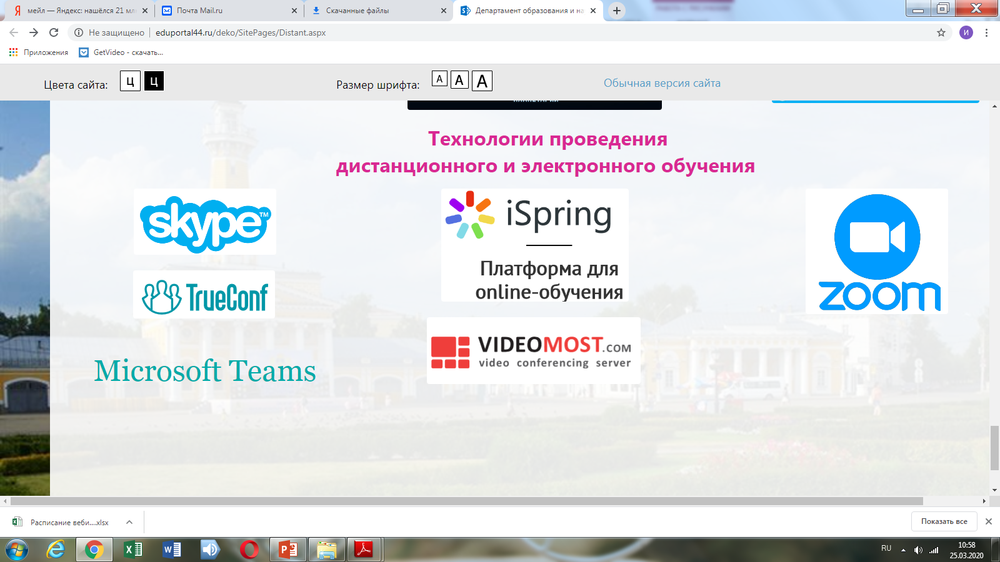 мейл — Яндекс: нашёлся 21 мл
Почта Mail.ru
Скачанные файлы
Департамент образования и на
Не защищено
eduportal44.ru/deko/SitePages/Distant.aspx
И
Приложения
GetVideo - скачать...
Цвета сайта:
Ц
Ц
Размер шрифта:
A
A
A
Обычная версия сайта
Технологии проведения
дистанционного и электронного обучения
skype™
iSpring
Платформа для
online-обучения
zoom
TrueConf
VIDEOMOST.COM
video conferencing server
Microsoft Teams
Расписание веби....xlsx
Показать все
RU
10:58
25.03.2020